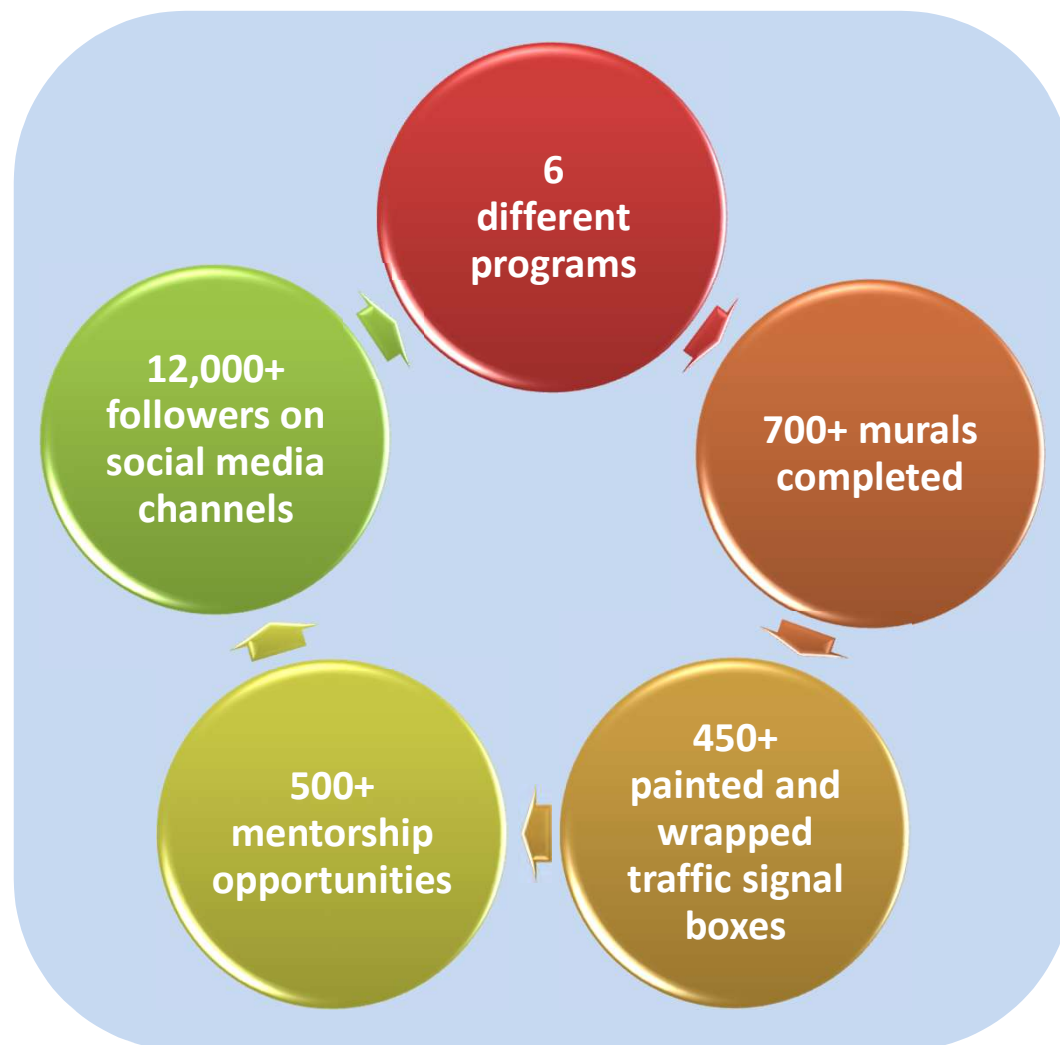 6
different
programs
700+ murals
completed
450+
painted and
wrapped
traffic signal
boxes
500+
mentorship
opportunities
12,000+
followers on
social media
channels